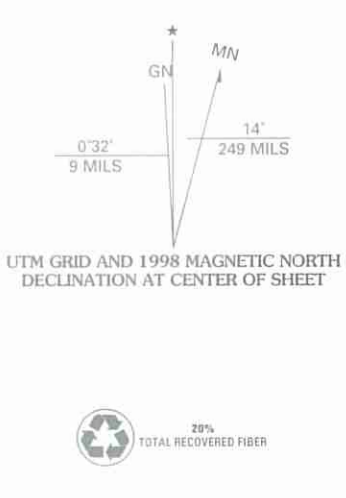 ★
MN
GN
0°32'
9 MILS
14°
249 MILS
UTM GRID AND 1998 MAGNETIC NORTH
DECLINATION AT CENTER OF SHEET
20%
TOTAL RECOVERED FIBER